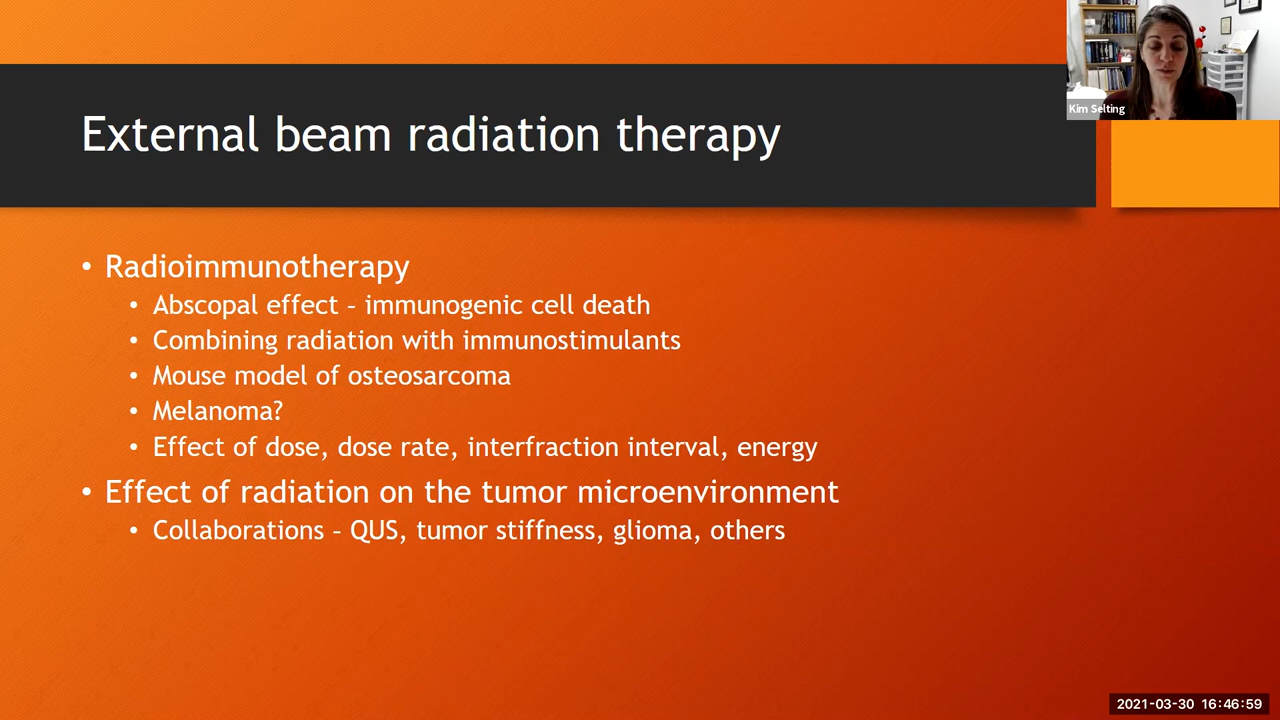 Kim Selting
External beam radiation therapy
• Radioimmunotherapy
• Abscopal effect – immunogenic cell death
• Combining radiation with immunostimulants
• Mouse model of osteosarcoma
• Melanoma?
• Effect of dose, dose rate, interfraction interval, energy
• Effect of radiation on the tumor microenvironment
• Collaborations – QUS, tumor stiffness, glioma, others
2021-03-30 16:46:59